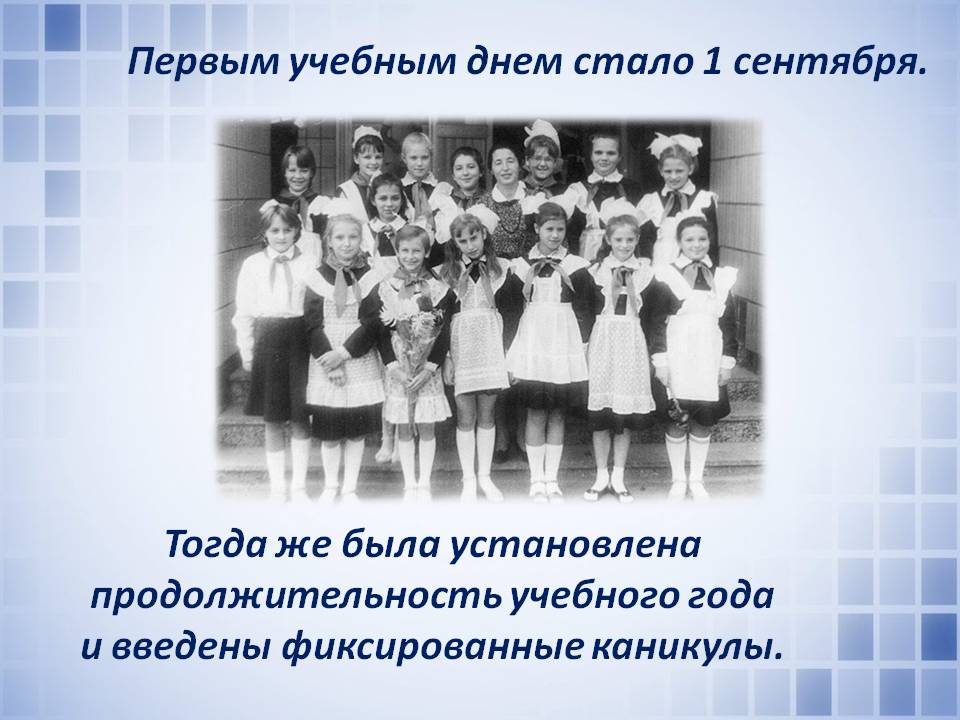 Первым учебным днем стало 1 сентября.
Тогда же была установлена
продолжительность учебного года
и введены фиксированные каникулы.